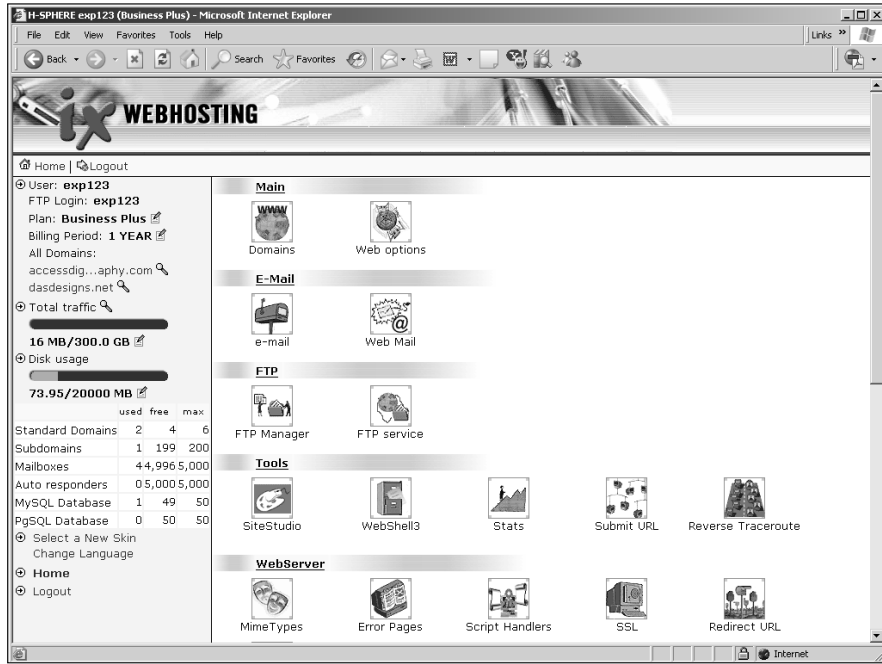 H-SPHERE exp123 (Business Plus) - Microsoft Internet Explorer
File Edit View Favorites Tools Help
Links »
Back Search Favorites
ix WEBHOSTING
Home | Logout
User: exp123
FTP Login: exp123
Plan: Business Plus
Billing Period: 1 YEAR
All Domains:
accessdig...aphy.com
dasdesigns.net
Total traffic
16 MB/300.0 GB
Disk usage
73.95/20000 MB
used free max
Standard Domains 2 4 6
Subdomains 1 199 200
Mailboxes 4 4,996 5,000
Auto responders 0 5,000 5,000
MySQL Database 1 49 50
PgSQL Database 0 50 50
Select a New Skin
Change Language
Home
Logout
Main
WWW
Domains Web options
E-Mail
@
e-mail Web Mail
FTP
FTP Manager FTP service
Tools
SiteStudio WebShell3 Stats Submit URL Reverse Traceroute
WebServer
MimeTypes Error Pages Script Handlers SSL Redirect URL
Internet